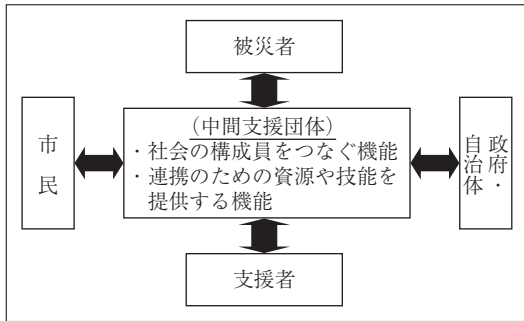 被災者
市民
(中間支援団体)
・社会の構成員をつなぐ機能
・連携のための資源や技能を
提供する機能
政府・
自治体
支援者